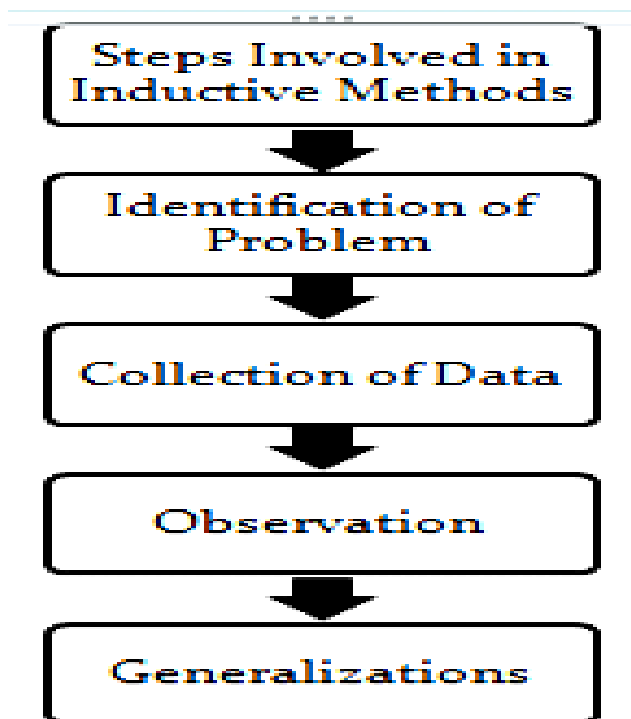 Steps Involved in
Inductive Methods
Identification of
Problem
Collection of Data
Observation
Generalizations